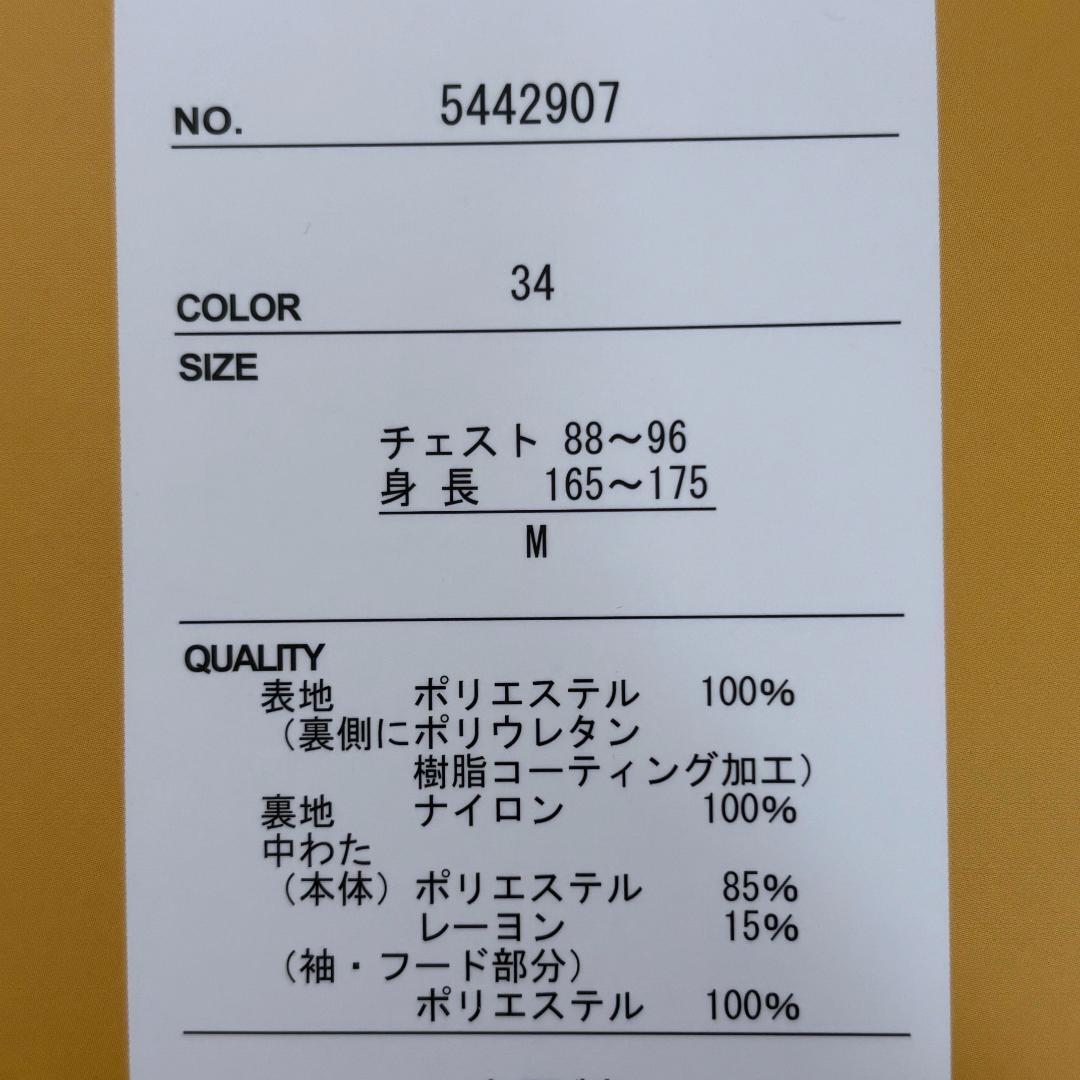 NO. 5442907
COLOR 34
SIZE
チェスト 88～96
身 長 165～175
M
QUALITY
表地 ポリエステル 100%
（裏側にポリウレタン
樹脂コーティング加工）
裏地 ナイロン 100%
中わた
（本体）ポリエステル 85%
レーヨン 15%
（袖・フード部分）
ポリエステル 100%